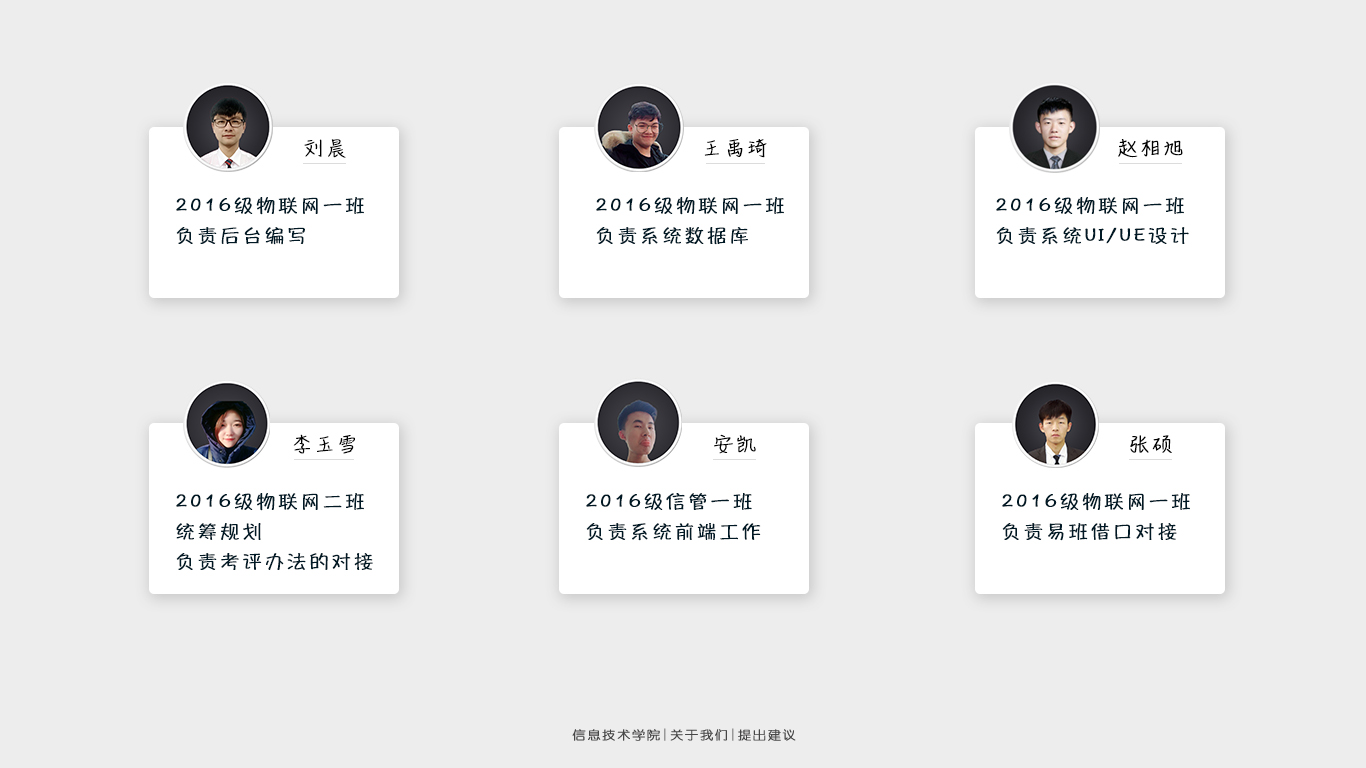 刘晨
2016级物联网一班
负责后台编写
王禹琦
2016级物联网一班
负责系统数据库
赵相旭
2016级物联网一班
负责系统UI/UE设计
李玉雪
2016级物联网二班
统筹规划
负责考评办法的对接
安凯
2016级信管一班
负责系统前端工作
张硕
2016级物联网一班
负责易班借口对接
信息技术学院|关于我们|提出建议